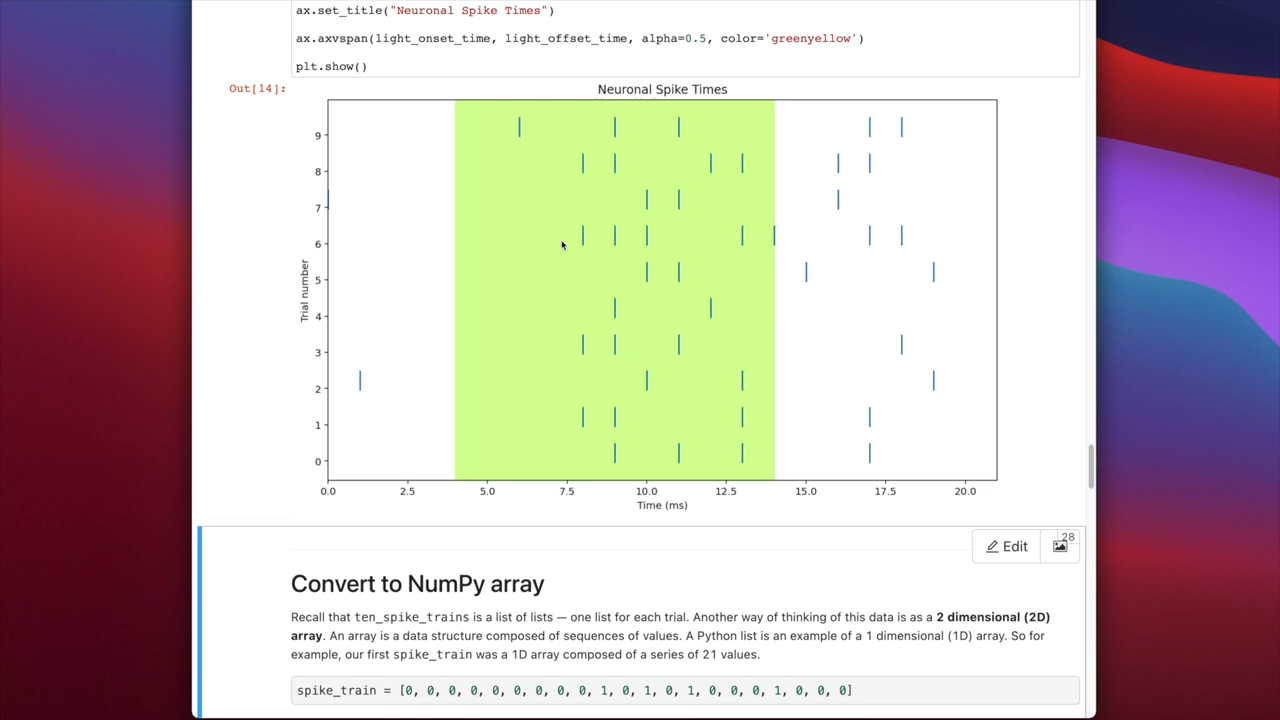 ax.set_title("Neuronal Spike Times")
ax.axvspan(light_onset_time, light_offset_time, alpha=0.5, color='greenyellow')
plt.show()
Out[14]:
Neuronal Spike Times
9
8
7
6
5
4
3
2
1
0
Trial number
0.0 2.5 5.0 7.5 10.0 12.5 15.0 17.5 20.0
Time (ms)
Edit 28
Convert to NumPy array
Recall that ten_spike_trains is a list of lists — one list for each trial. Another way of thinking of this data is as a 2 dimensional (2D)
array. An array is a data structure composed of sequences of values. A Python list is an example of a 1 dimensional (1D) array. So for
example, our first spike_train was a 1D array composed of a series of 21 values.
spike_train = [0, 0, 0, 0, 0, 0, 0, 0, 0, 1, 0, 1, 0, 1, 0, 0, 0, 1, 0, 0, 0]